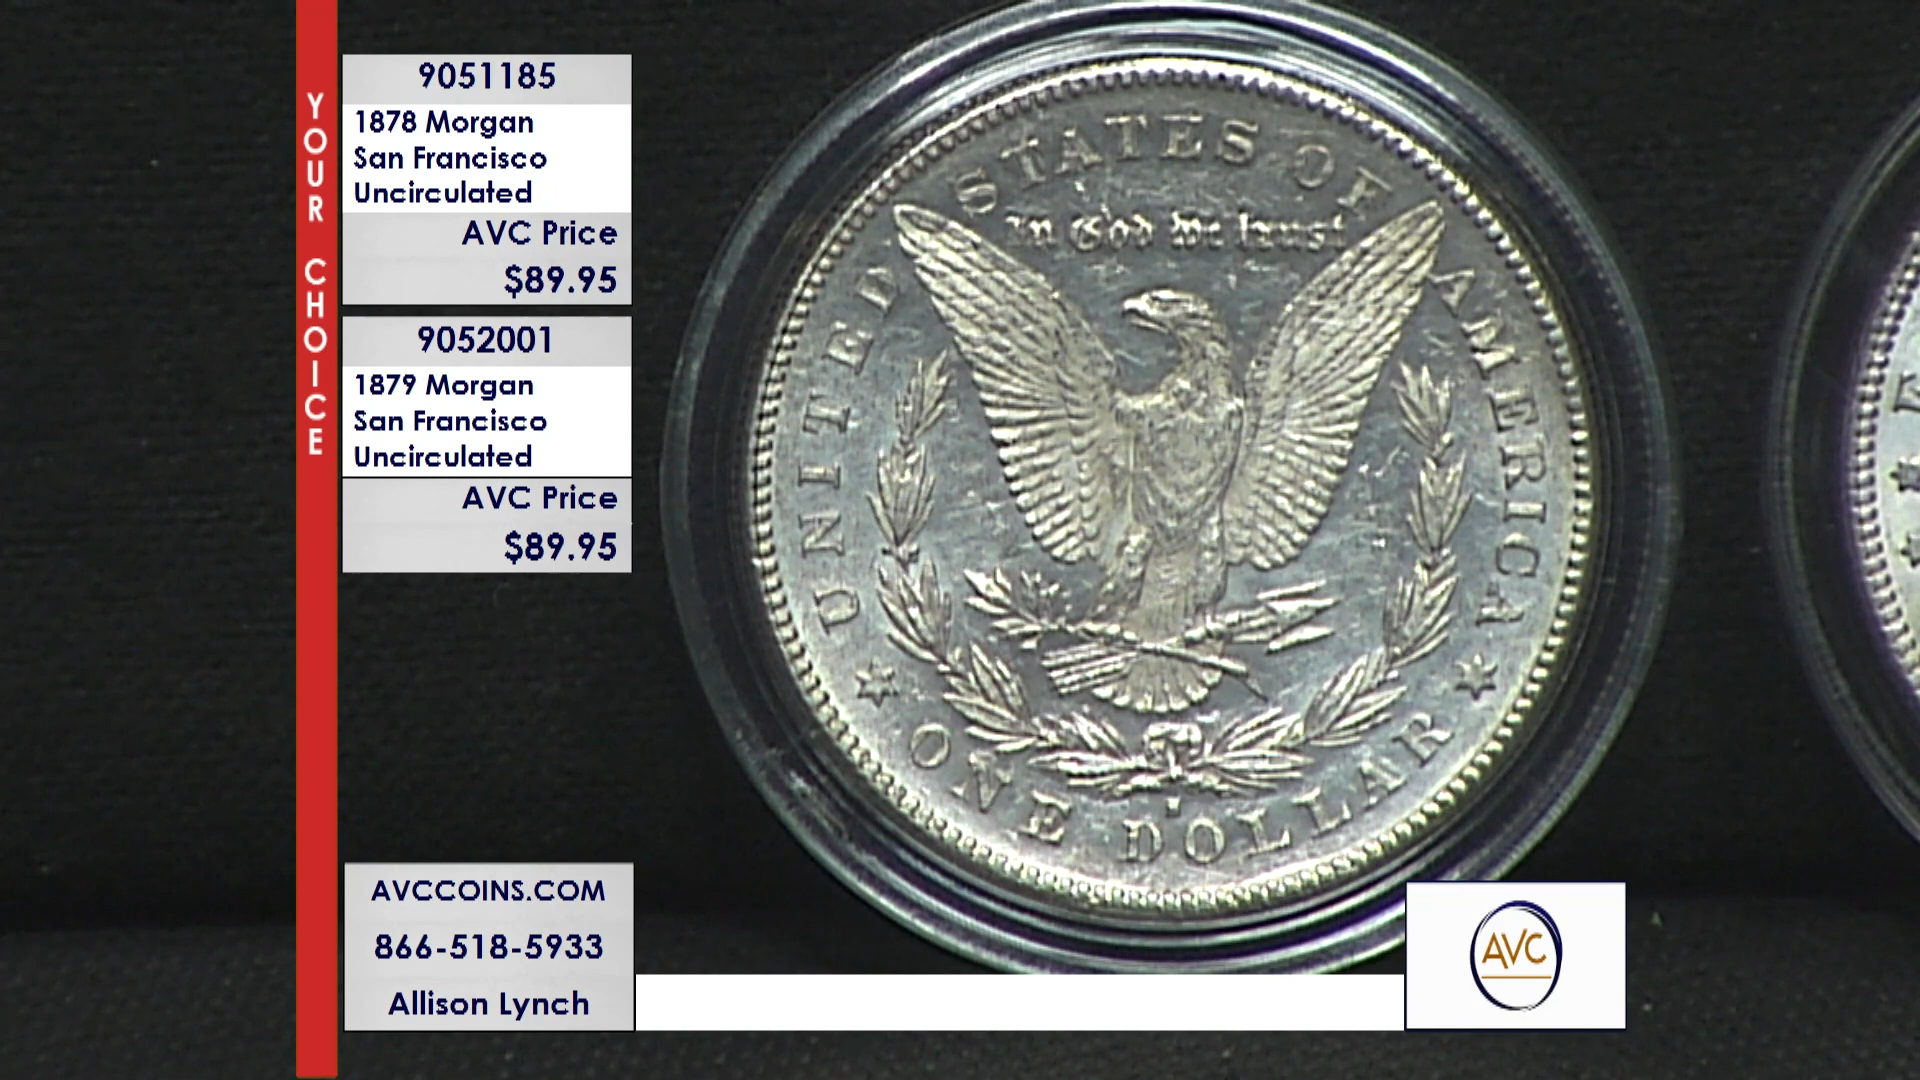 YOUR CHOICE
9051185
1878 Morgan
San Francisco
Uncirculated
AVC Price
$89.95
9052001
1879 Morgan
San Francisco
Uncirculated
AVC Price
$89.95
AVCCOINS.COM
866-518-5933
Allison Lynch
UNITED STATES OF AMERICA
In God we trust
ONE DOLLAR
AVC